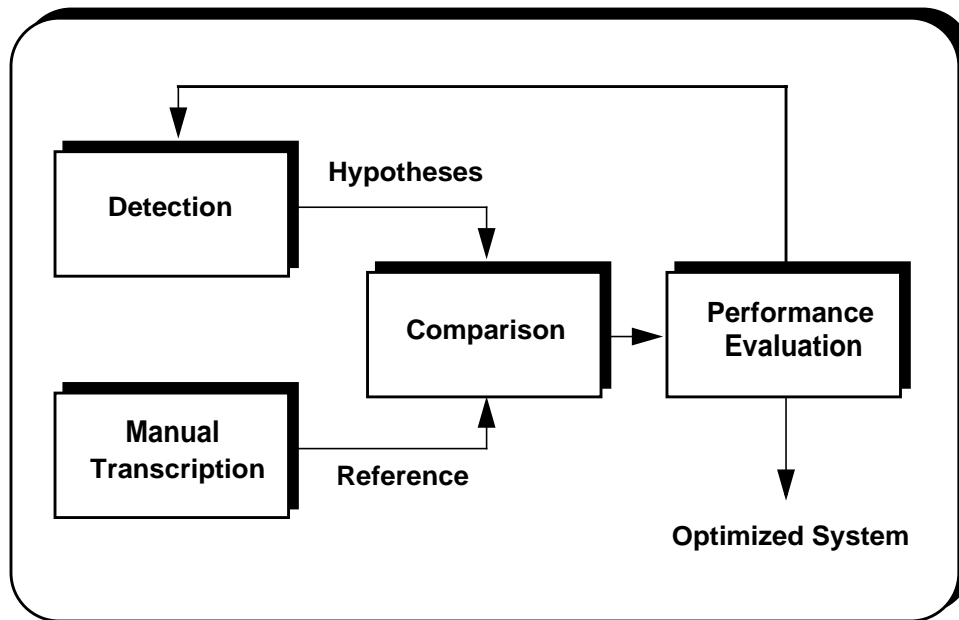 Hypotheses
Detection
Comparison
Performance
Evaluation
Manual
Transcription
Reference
Optimized System